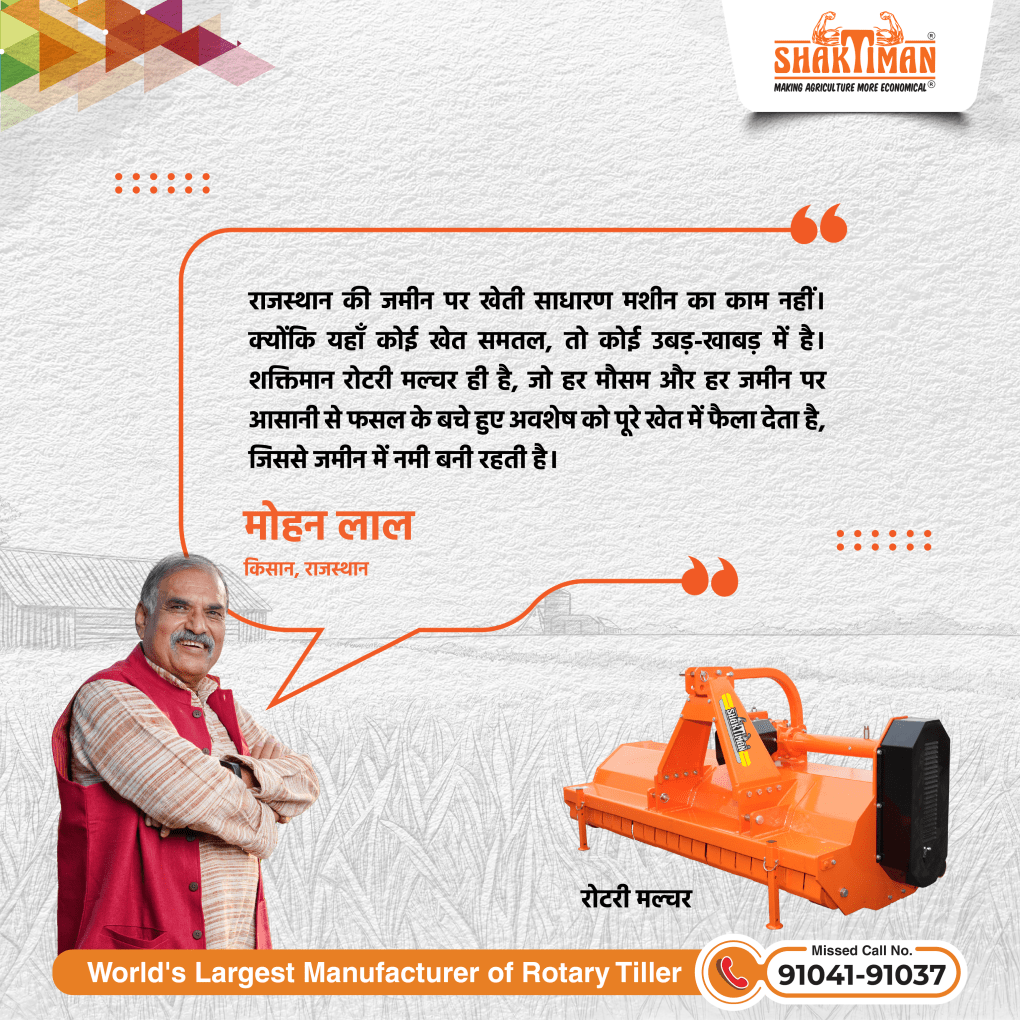 SHAKTIMAN®
MAKING AGRICULTURE MORE ECONOMICAL®
राजस्थान की जमीन पर खेती साधारण मशीन का काम नहीं।
क्योंकि यहाँ कोई खेत समतल, तो कोई उबड़-खाबड़ में है।
शक्तिमान रोटरी मल्चर ही है, जो हर मौसम और हर जमीन पर
आसानी से फसल के बचे हुए अवशेष को पूरे खेत में फैला देता है,
जिससे जमीन में नमी बनी रहती है।
मोहन लाल
किसान, राजस्थान
SHAKTIMAN
रोटरी मल्चर
World's Largest Manufacturer of Rotary Tiller
Missed Call No.
91041-91037